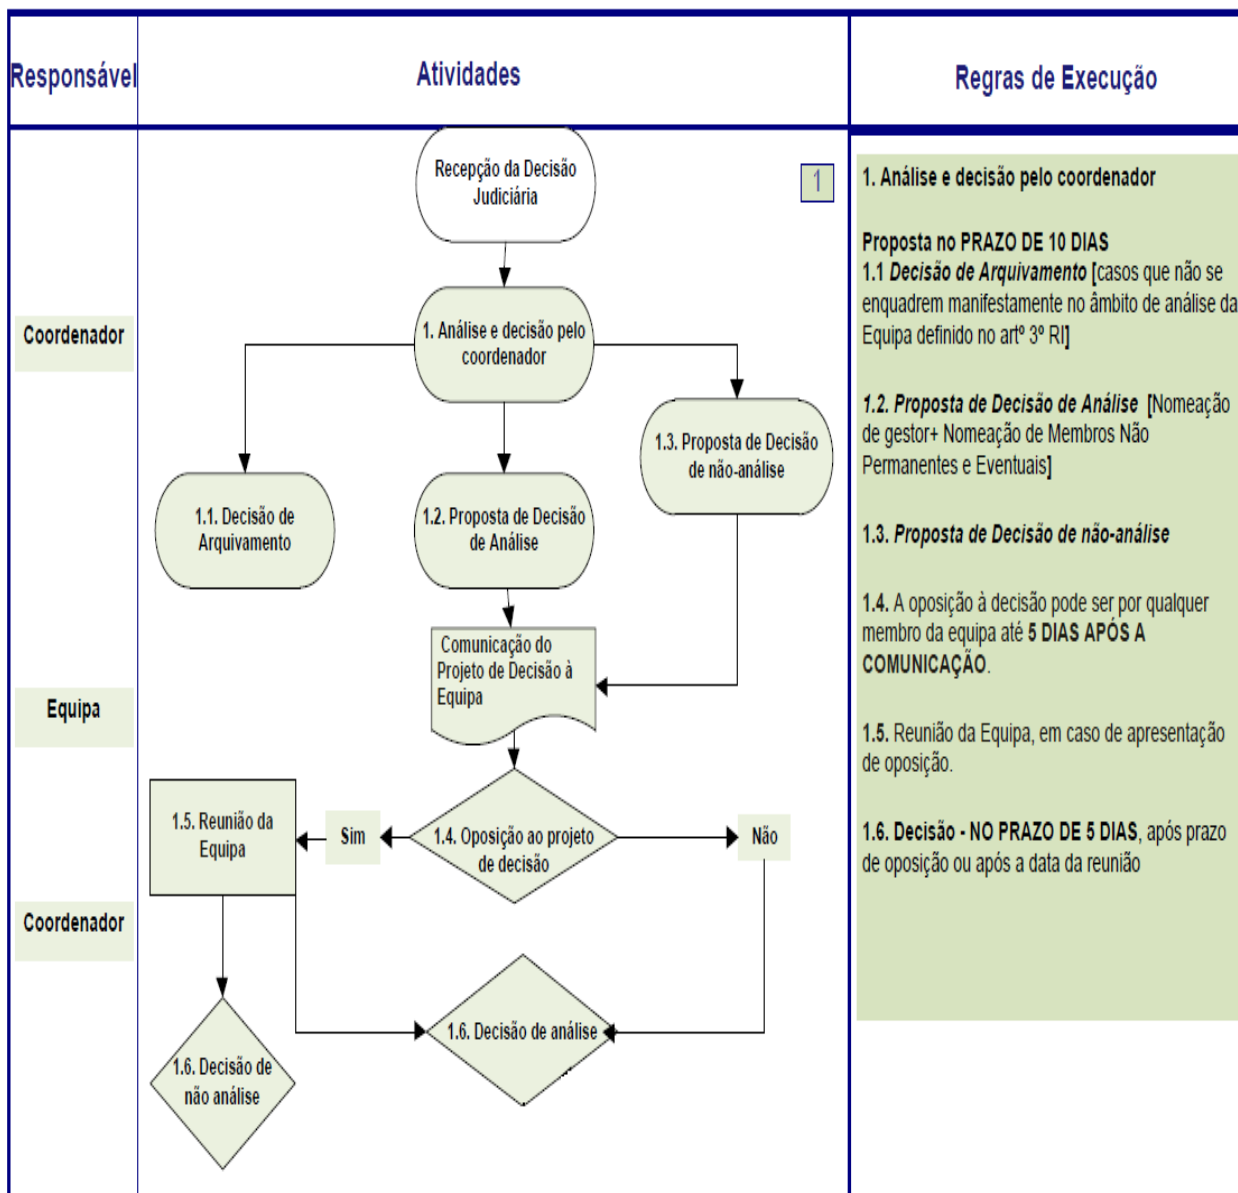 Responsável
Atividades
Regras de Execução
Recepção da Decisão
Judiciária
1
Coordenador
1. Análise e decisão pelo
coordenador
1.3. Proposta de Decisão
de não-análise
1.1. Decisão de
Arquivamento
1.2. Proposta de Decisão
de Análise
Comunicação do
Projeto de Decisão à
Equipa
Equipa
1.5. Reunião da
Equipa
Sim
1.4. Oposição ao projeto
de decisão
Não
Coordenador
1.6. Decisão de análise
1.6. Decisão de
não análise
1. Análise e decisão pelo coordenador
Proposta no PRAZO DE 10 DIAS
1.1 Decisão de Arquivamento [casos que não se
enquadrem manifestamente no âmbito de análise da
Equipa definido no artº 3º RI]
1.2. Proposta de Decisão de Análise [Nomeação
de gestor+ Nomeação de Membros Não
Permanentes e Eventuais]
1.3. Proposta de Decisão de não-análise
1.4. A oposição à decisão pode ser por qualquer
membro da equipa até 5 DIAS APÓS A
COMUNICAÇÃO.
1.5. Reunião da Equipa, em caso de apresentação
de oposição.
1.6. Decisão - NO PRAZO DE 5 DIAS, após prazo
de oposição ou após a data da reunião